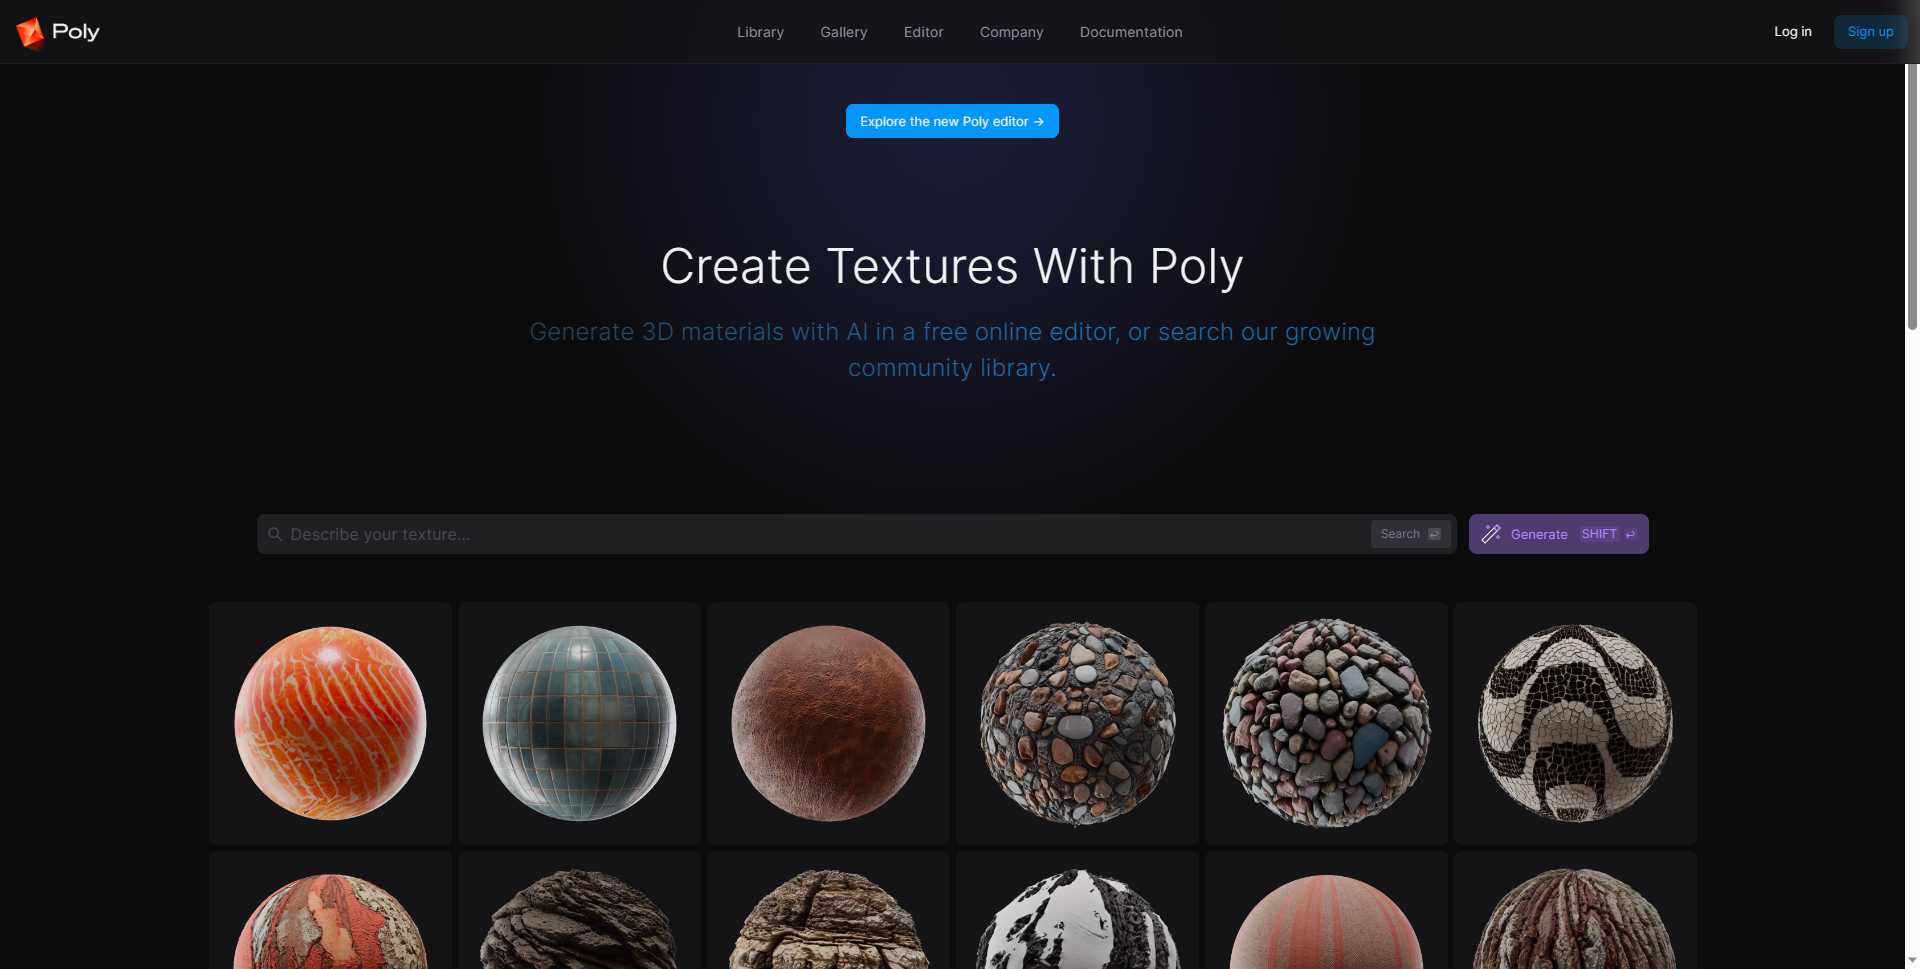 Poly
Library Gallery Editor Company Documentation
Log in Sign up
Explore the new Poly editor →
Create Textures With Poly
Generate 3D materials with AI in a free online editor, or search our growing
community library.
Describe your texture... Search ↵ Generate SHIFT ↵